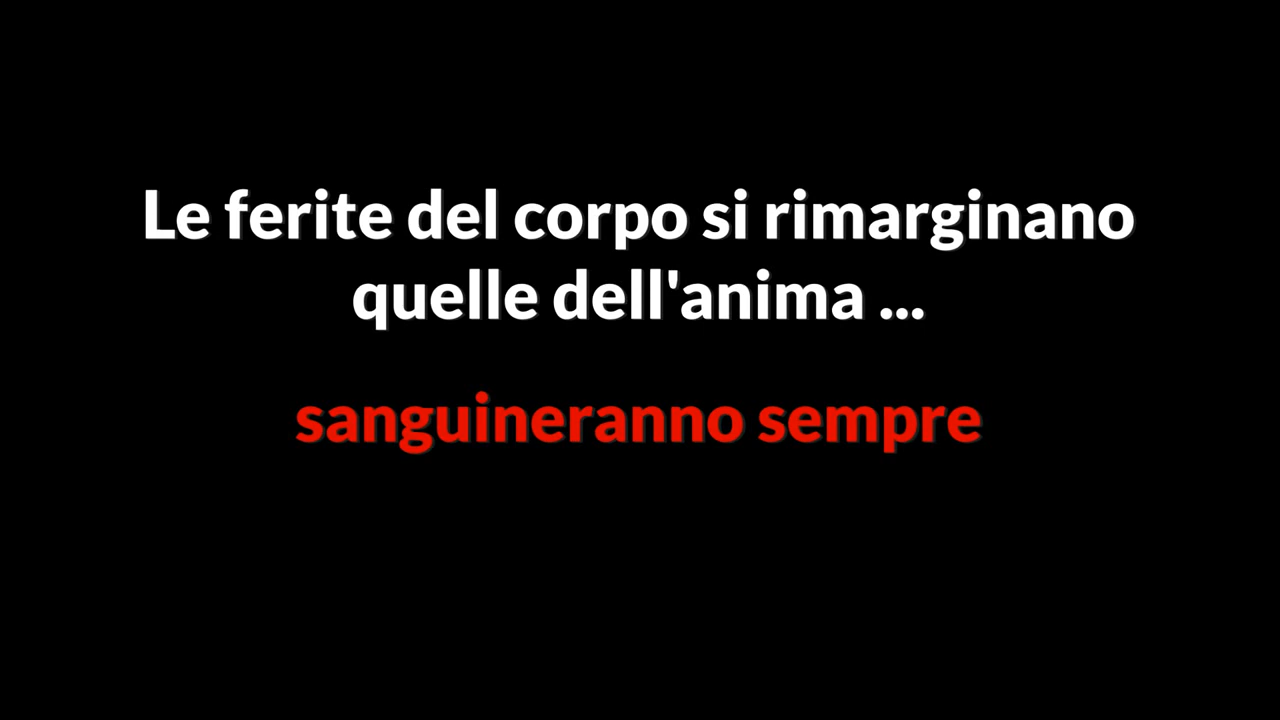 Le ferite del corpo si rimarginano
quelle dell'anima ...
sanguineranno sempre